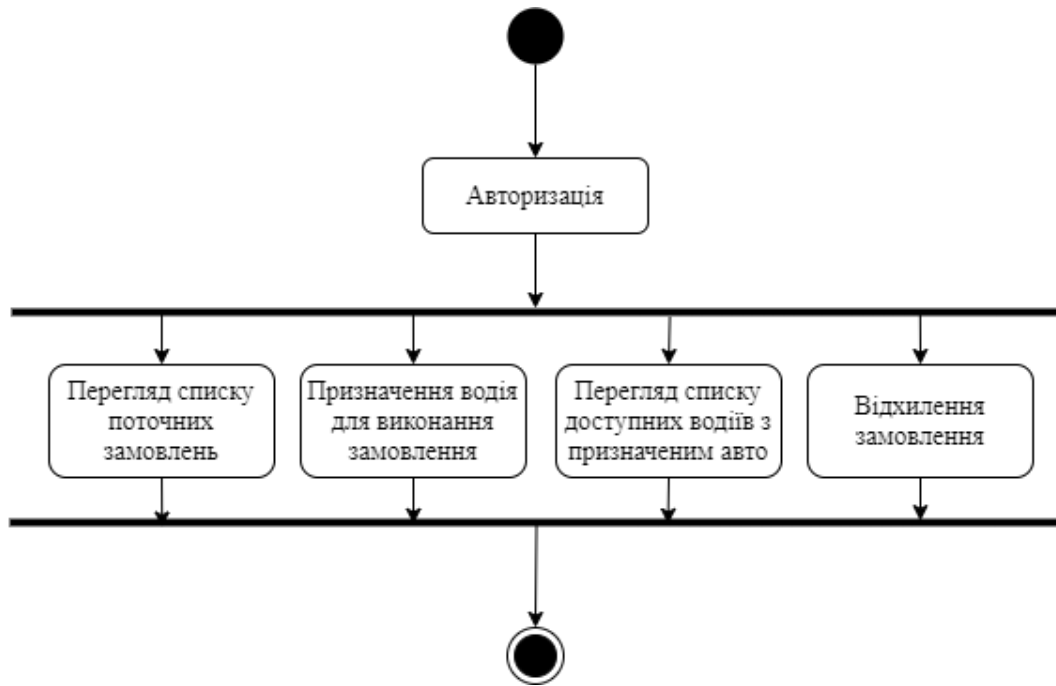 Авторизація
Перегляд списку
поточних
замовлень
Призначення водія
для виконання
замовлення
Перегляд списку
доступних водіїв з
призначеним авто
Відхилення
замовлення